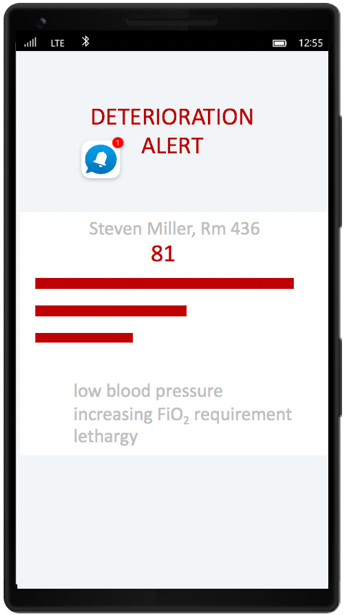 LTE 12:55
DETERIORATION
ALERT
1
Steven Miller, Rm 436
81
low blood pressure
increasing FiO₂ requirement
lethargy